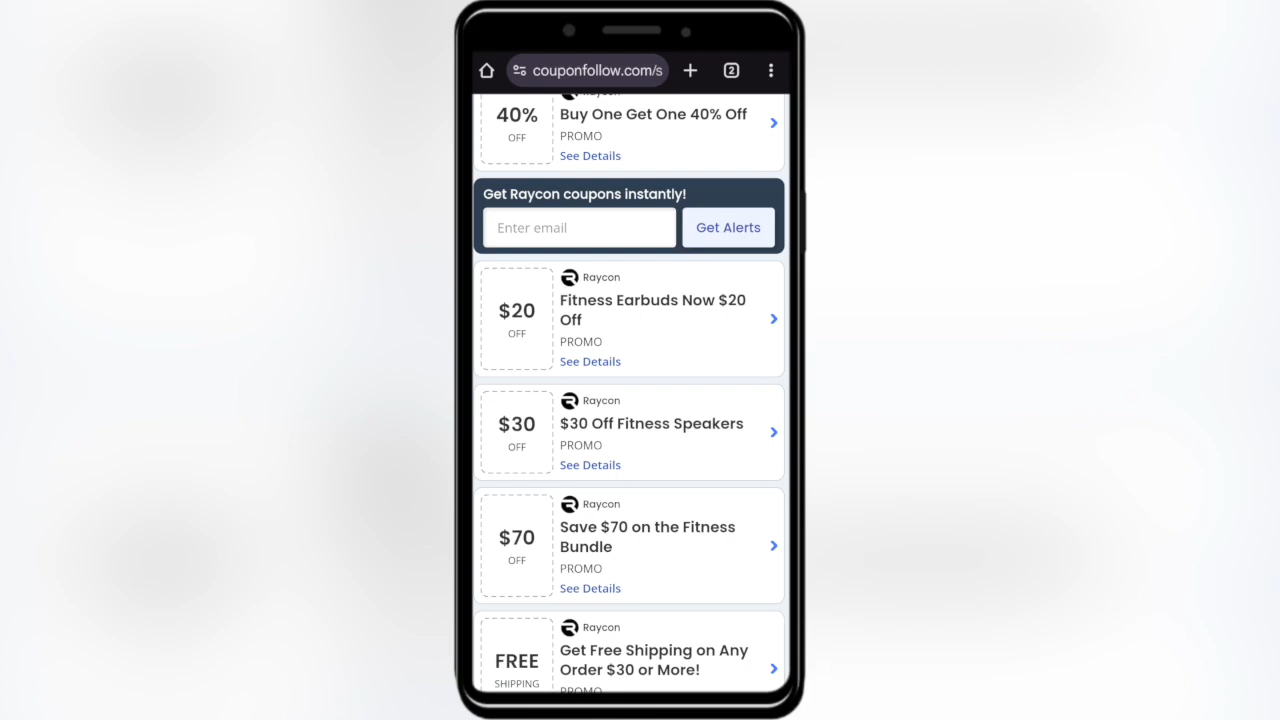 couponfollow.com/s
2
40%
OFF
Buy One Get One 40% Off
PROMO
See Details
Get Raycon coupons instantly!
Enter email
Get Alerts
$20
OFF
Raycon
Fitness Earbuds Now $20
Off
PROMO
See Details
$30
OFF
Raycon
$30 Off Fitness Speakers
PROMO
See Details
$70
OFF
Raycon
Save $70 on the Fitness
Bundle
PROMO
See Details
FREE
SHIPPING
Raycon
Get Free Shipping on Any
Order $30 or More!
PROMO